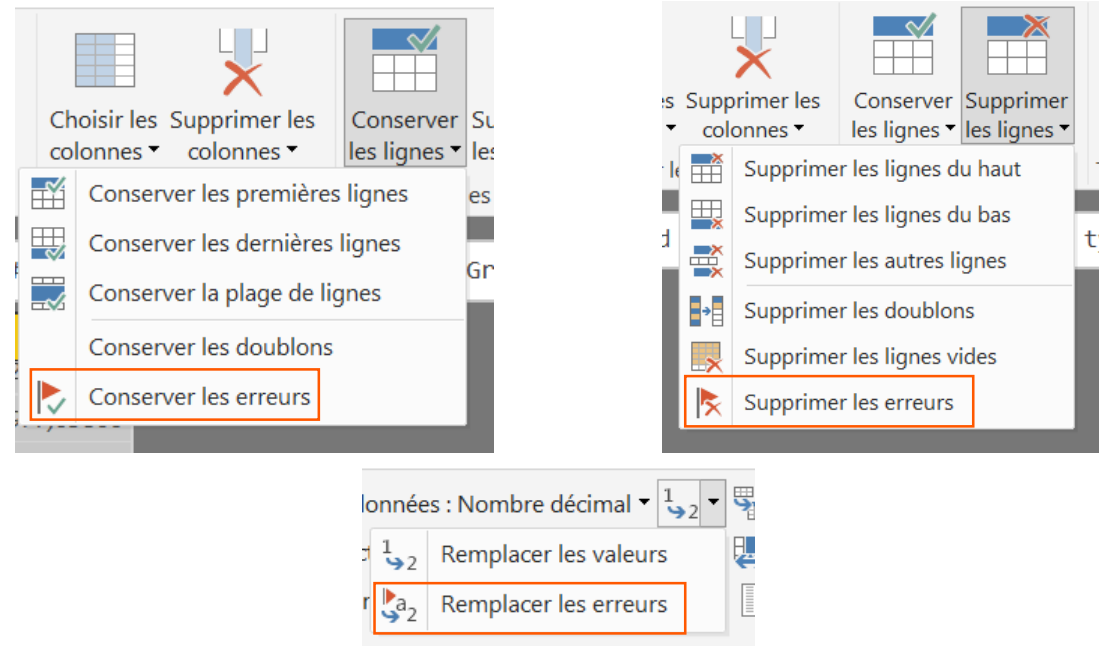 Choisir les
colonnes
Supprimer les
colonnes
Conserver
les lignes
Conserver les premières lignes
Conserver les dernières lignes
Conserver la plage de lignes
Conserver les doublons
Conserver les erreurs
Supprimer les
colonnes
Conserver
les lignes
Supprimer
les lignes
Supprimer les lignes du haut
Supprimer les lignes du bas
Supprimer les autres lignes
Supprimer les doublons
Supprimer les lignes vides
Supprimer les erreurs
onnées : Nombre décimal
Remplacer les valeurs
Remplacer les erreurs